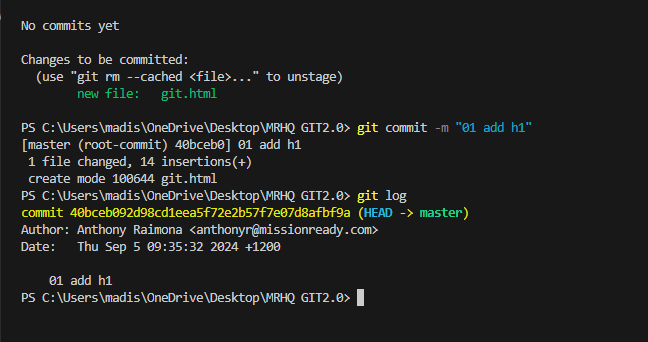 No commits yet
Changes to be committed:
(use "git rm --cached <file>..." to unstage)
new file: git.html
PS C:\Users\madis\OneDrive\Desktop\MRHQ GIT2.0> git commit -m "01 add h1"
[master (root-commit) 40bceb0] 01 add h1
1 file changed, 14 insertions(+)
create mode 100644 git.html
PS C:\Users\madis\OneDrive\Desktop\MRHQ GIT2.0> git log
commit 40bceb092d98cd1eea5f72e2b57f7e07d8afbf9a (HEAD -> master)
Author: Anthony Raimona <anthonyr@missionready.com>
Date: Thu Sep 5 09:35:32 2024 +1200
01 add h1
PS C:\Users\madis\OneDrive\Desktop\MRHQ GIT2.0>